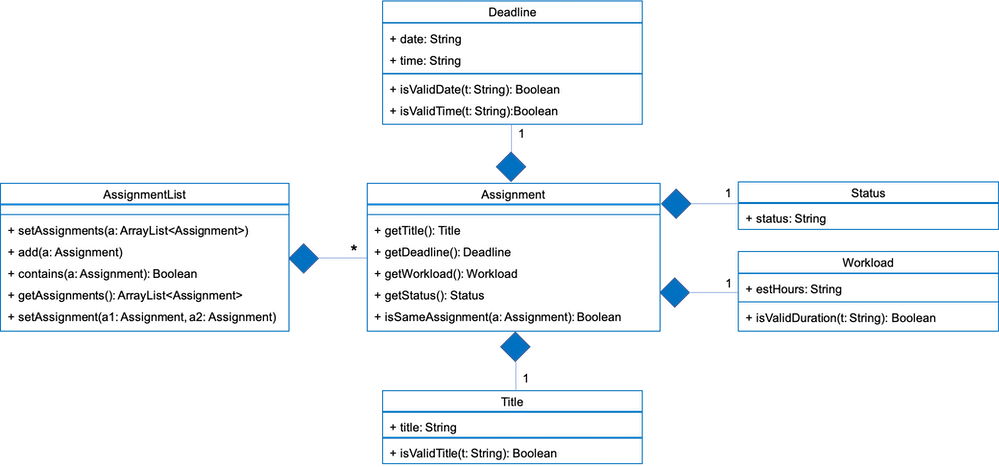 Deadline
+ date: String
+ time: String
+ isValidDate(t: String): Boolean
+ isValidTime(t: String):Boolean
1
AssignmentList
+ setAssignments(a: ArrayList<Assignment>)
+ add(a: Assignment)
+ contains(a: Assignment): Boolean
+ getAssignments(): ArrayList<Assignment>
+ setAssignment(a1: Assignment, a2: Assignment)
*
Assignment
+ getTitle(): Title
+ getDeadline(): Deadline
+ getWorkload(): Workload
+ getStatus(): Status
+ isSameAssignment(a: Assignment): Boolean
1
Status
+ status: String
1
Workload
+ estHours: String
+ isValidDuration(t: String): Boolean
1
Title
+ title: String
+ isValidTitle(t: String): Boolean